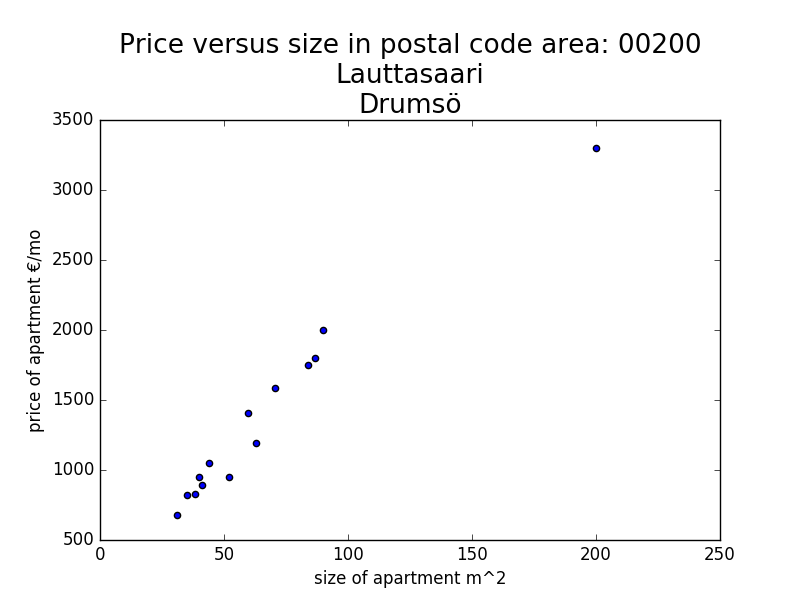 Price versus size in postal code area: 00200
Lauttasaari
Drumsö
3500
3000
2500
2000
1500
1000
500
price of apartment €/mo
0 50 100 150 200 250
size of apartment m^2